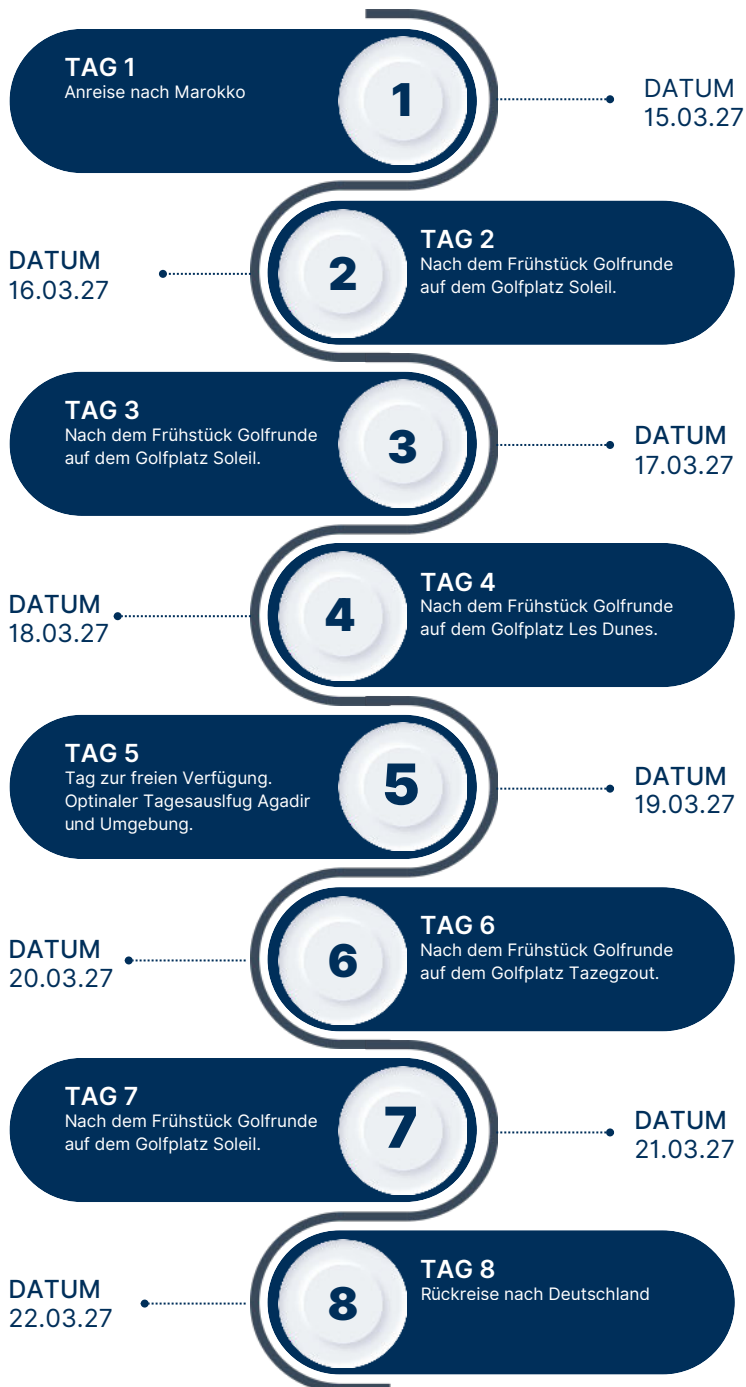 TAG 1
Anreise nach Marokko
1
DATUM
15.03.27
DATUM
16.03.27
2
TAG 2
Nach dem Frühstück Golfrunde
auf dem Golfplatz Soleil.
TAG 3
Nach dem Frühstück Golfrunde
auf dem Golfplatz Soleil.
3
DATUM
17.03.27
DATUM
18.03.27
4
TAG 4
Nach dem Frühstück Golfrunde
auf dem Golfplatz Les Dunes.
TAG 5
Tag zur freien Verfügung.
Optinaler Tagesauslfug Agadir
und Umgebung.
5
DATUM
19.03.27
DATUM
20.03.27
6
TAG 6
Nach dem Frühstück Golfrunde
auf dem Golfplatz Tazegzout.
TAG 7
Nach dem Frühstück Golfrunde
auf dem Golfplatz Soleil.
7
DATUM
21.03.27
DATUM
22.03.27
8
TAG 8
Rückreise nach Deutschland